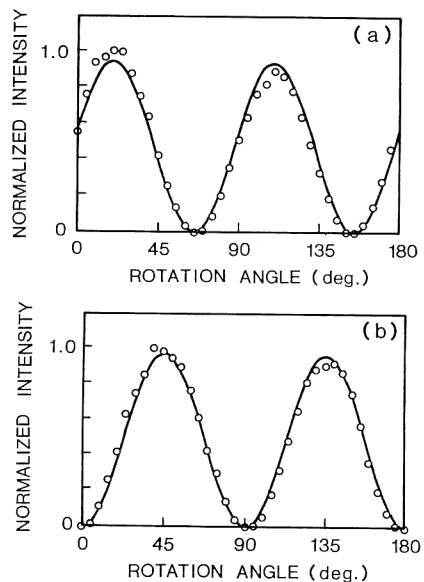 (a)
NORMALIZED INTENSITY
1.0
0
0 45 90 135 180
ROTATION ANGLE (deg.)
(b)
NORMALIZED INTENSITY
1.0
0
0 45 90 135 180
ROTATION ANGLE (deg.)